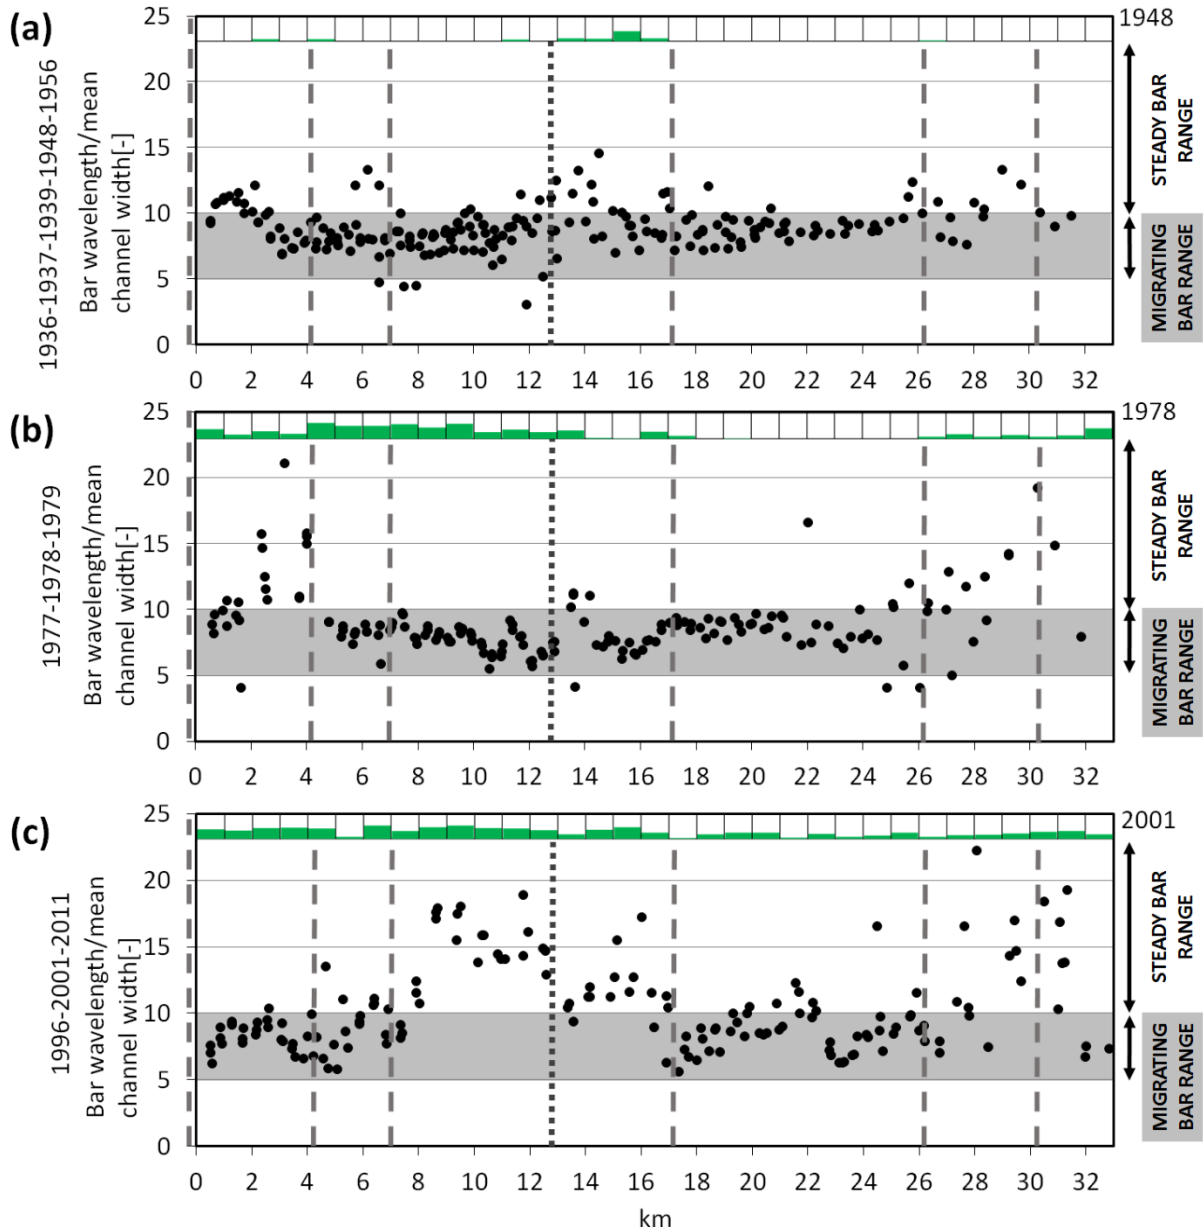 (a)
1936-1937-1939-1948-1956
Bar wavelength/mean
channel width[-]
25
20
15
10
5
0
0 2 4 6 8 10 12 14 16 18 20 22 24 26 28 30 32
1948
STEADY BAR
RANGE
MIGRATING
BAR RANGE
(b)
1977-1978-1979
Bar wavelength/mean
channel width[-]
25
20
15
10
5
0
0 2 4 6 8 10 12 14 16 18 20 22 24 26 28 30 32
1978
STEADY BAR
RANGE
MIGRATING
BAR RANGE
(c)
1996-2001-2011
Bar wavelength/mean
channel width[-]
25
20
15
10
5
0
0 2 4 6 8 10 12 14 16 18 20 22 24 26 28 30 32
2001
STEADY BAR
RANGE
MIGRATING
BAR RANGE
km